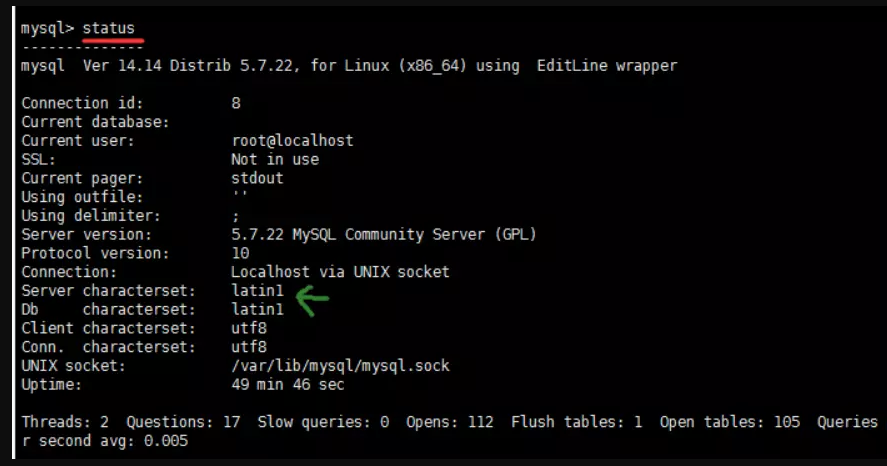 mysql> status
--------------
mysql  Ver 14.14 Distrib 5.7.22, for Linux (x86_64) using  EditLine wrapper
Connection id:          8
Current database:
Current user:           root@localhost
SSL:                    Not in use
Current pager:          stdout
Using outfile:          ''
Using delimiter:        ;
Server version:         5.7.22 MySQL Community Server (GPL)
Protocol version:       10
Connection:             Localhost via UNIX socket
Server characterset:    latin1
Db     characterset:    latin1
Client characterset:    utf8
Conn.  characterset:    utf8
UNIX socket:            /var/lib/mysql/mysql.sock
Uptime:                 49 min 46 sec
Threads: 2  Questions: 17  Slow queries: 0  Opens: 112  Flush tables: 1  Open tables: 105  Queries
r second avg: 0.005